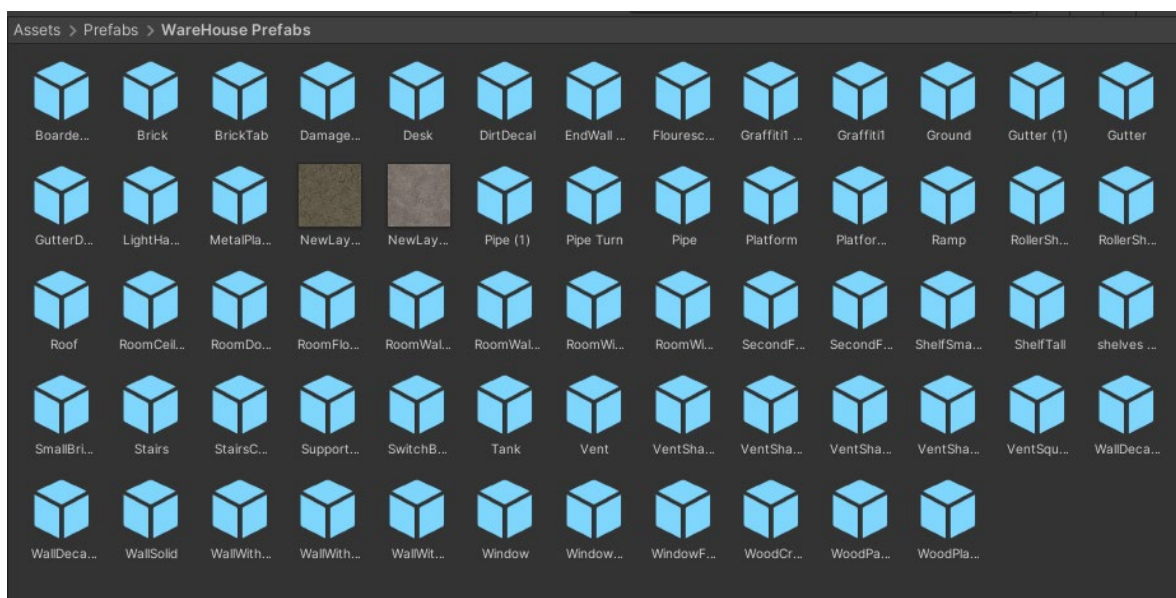 Assets > Prefabs > WareHouse Prefabs
Boarde... Brick BrickTab Damage... Desk DirtDecal EndWall ... Flouresc... Graffiti1 ... Graffiti1 Ground Gutter (1) Gutter
GutterD... LightHa... MetalPla... NewLay... NewLay... Pipe (1) Pipe Turn Pipe Platform Platfor... Ramp RollerSh... RollerSh...
Roof RoomCeil... RoomDo... RoomFlo... RoomWal... RoomWal... RoomWi... RoomWi... SecondF... SecondF... ShelfSma... ShelfTall shelves ...
SmallBri... Stairs StairsC... Support... SwitchB... Tank Vent VentSha... VentSha... VentSha... VentSha... VentSqu... WallDeca...
WallDeca... WallSolid WallWith... WallWith... WallWit... Window Window... WindowF... WoodCr... WoodPa... WoodPla...